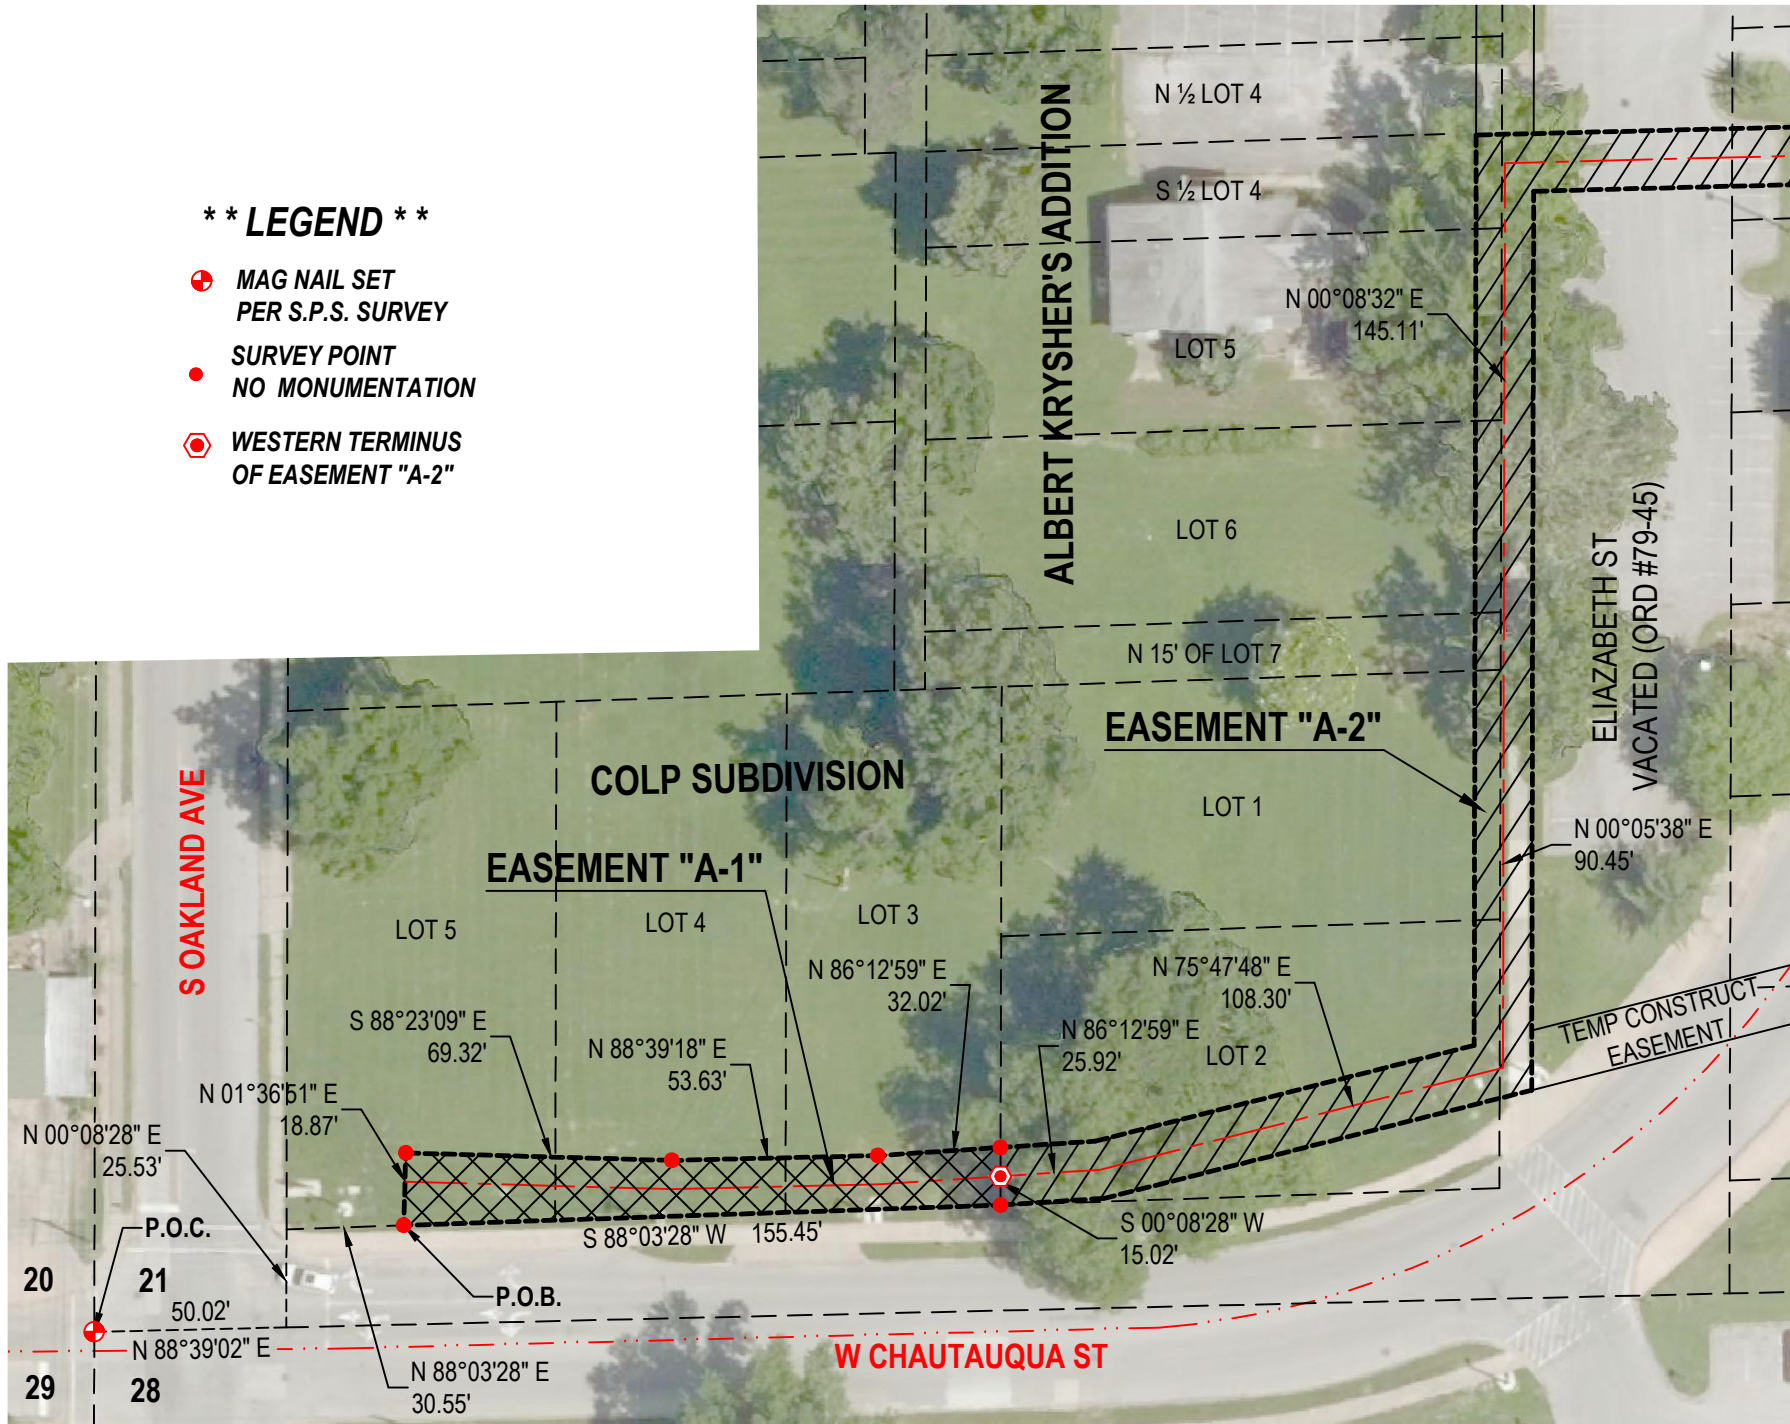 * * LEGEND * *
MAG NAIL SET
PER S.P.S. SURVEY
SURVEY POINT
NO MONUMENTATION
WESTERN TERMINUS
OF EASEMENT "A-2"
N ½ LOT 4
S ½ LOT 4
ALBERT KRYSHER'S ADDITION
N 00°08'32" E
145.11'
LOT 5
LOT 6
ELIAZABETH ST
VACATED (ORD #79-45)
N 15' OF LOT 7
EASEMENT "A-2"
COLP SUBDIVISION
LOT 1
N 00°05'38" E
90.45'
S OAKLAND AVE
EASEMENT "A-1"
LOT 5
LOT 4
LOT 3
N 86°12'59" E
32.02'
N 75°47'48" E
108.30'
S 88°23'09" E
69.32'
N 88°39'18" E
53.63'
N 86°12'59" E
25.92'
LOT 2
TEMP CONSTRUCT
EASEMENT
N 01°36'51" E
18.87'
N 00°08'28" E
25.53'
P.O.C.
S 88°03'28" W 155.45'
S 00°08'28" W
15.02'
20
21
50.02'
P.O.B.
N 88°39'02" E
W CHAUTAUQUA ST
29
28
N 88°03'28" E
30.55'